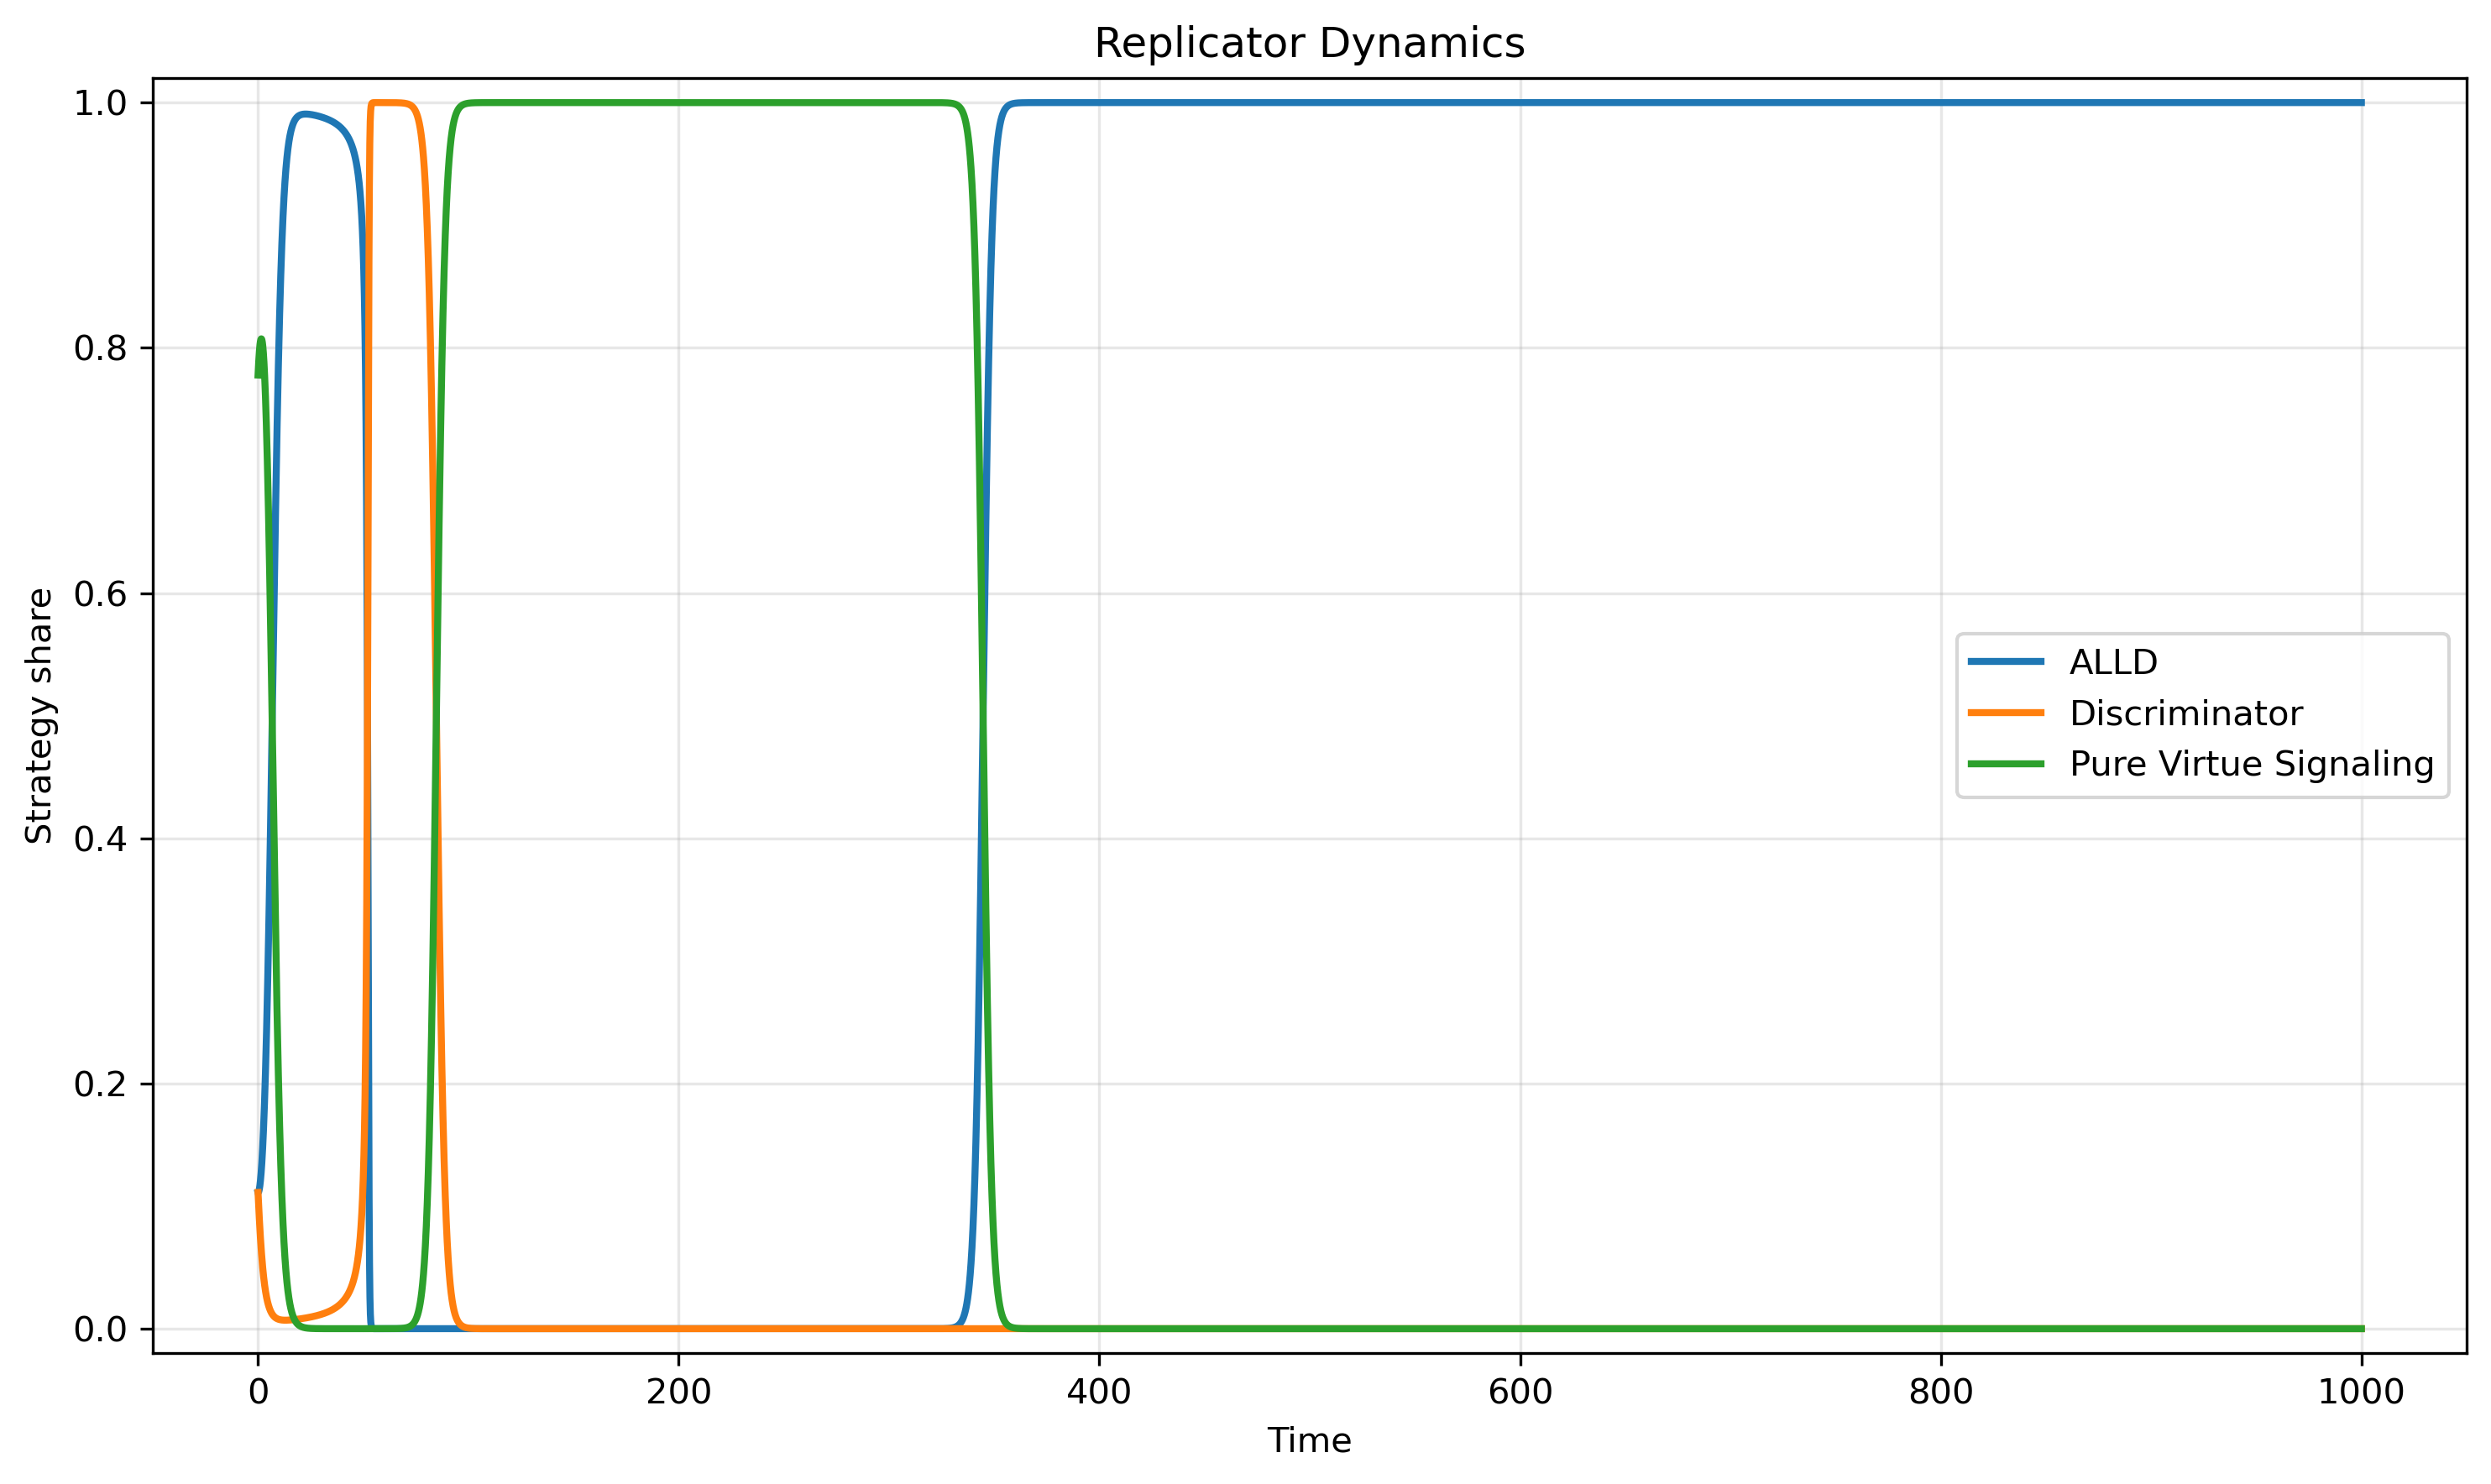 Replicator Dynamics
Strategy share
1.0
0.8
0.6
0.4
0.2
0.0
ALLD
Discriminator
Pure Virtue Signaling
0 200 400 600 800 1000
Time